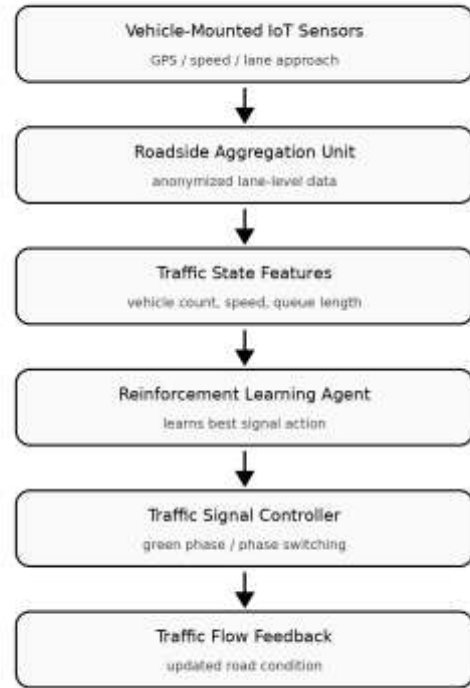 Vehicle-Mounted IoT Sensors
GPS / speed / lane approach
Roadside Aggregation Unit
anonymized lane-level data
Traffic State Features
vehicle count, speed, queue length
Reinforcement Learning Agent
learns best signal action
Traffic Signal Controller
green phase / phase switching
Traffic Flow Feedback
updated road condition